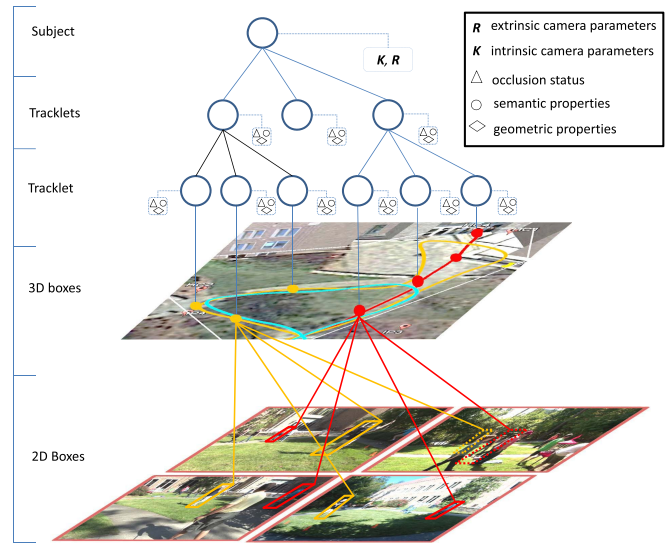 Subject
K, R
R extrinsic camera parameters
K intrinsic camera parameters
occlusion status
semantic properties
geometric properties
Tracklets
Tracklet
3D boxes
2D Boxes